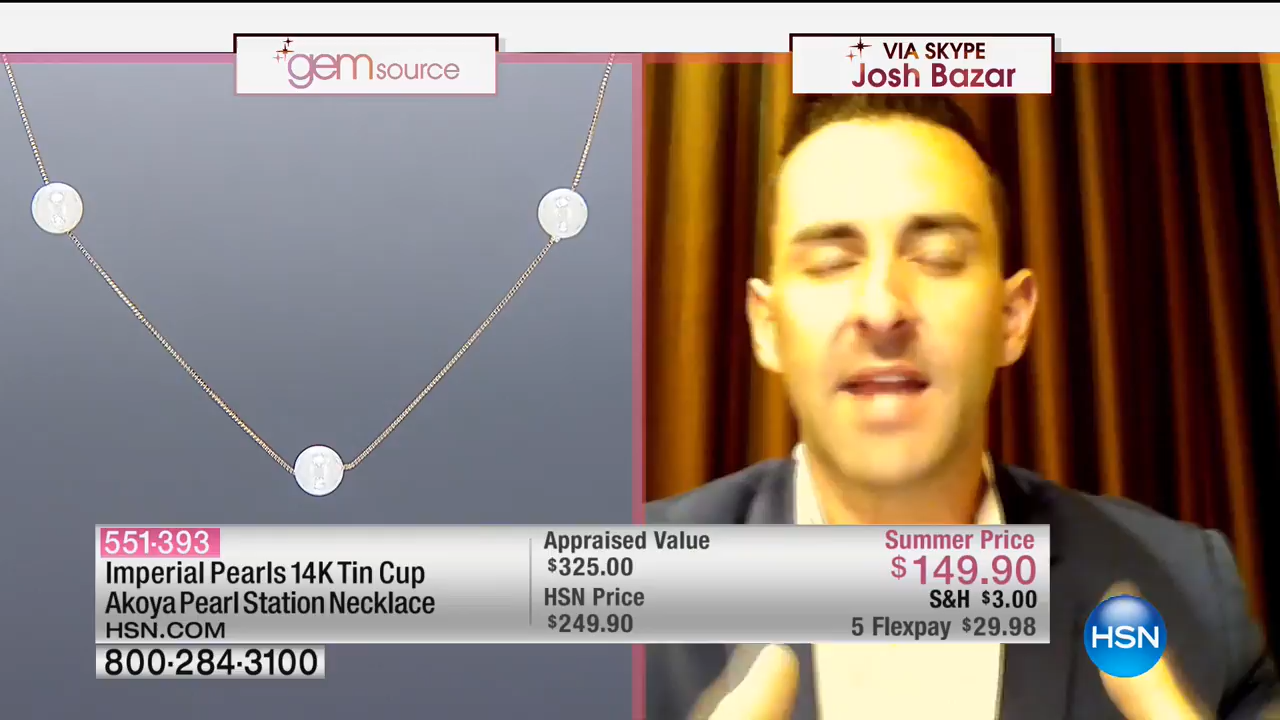 gem source
VIA SKYPE
Josh Bazar
551-393
Imperial Pearls 14K Tin Cup
Akoya Pearl Station Necklace
HSN.COM
800-284-3100
Appraised Value
$325.00
HSN Price
$249.90
Summer Price
$149.90
S&H $3.00
5 Flexpay $29.98
HSN